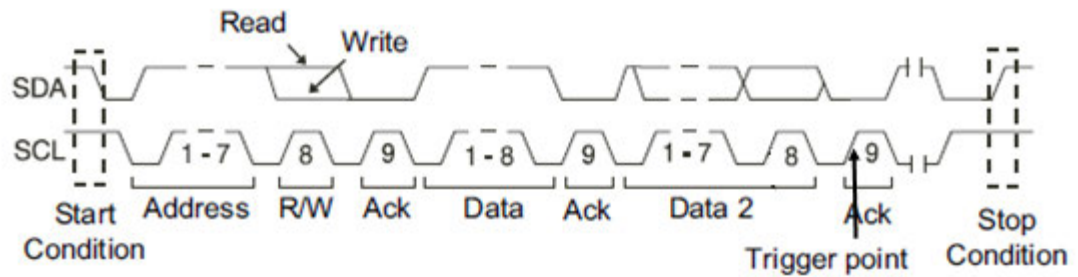 Read
Write
SDA
SCL
1 - 7
8
9
1 - 8
9
1 - 7
8
9
Address
R/W
Ack
Data
Ack
Data 2
Ack
Start
Condition
Trigger point
Stop
Condition